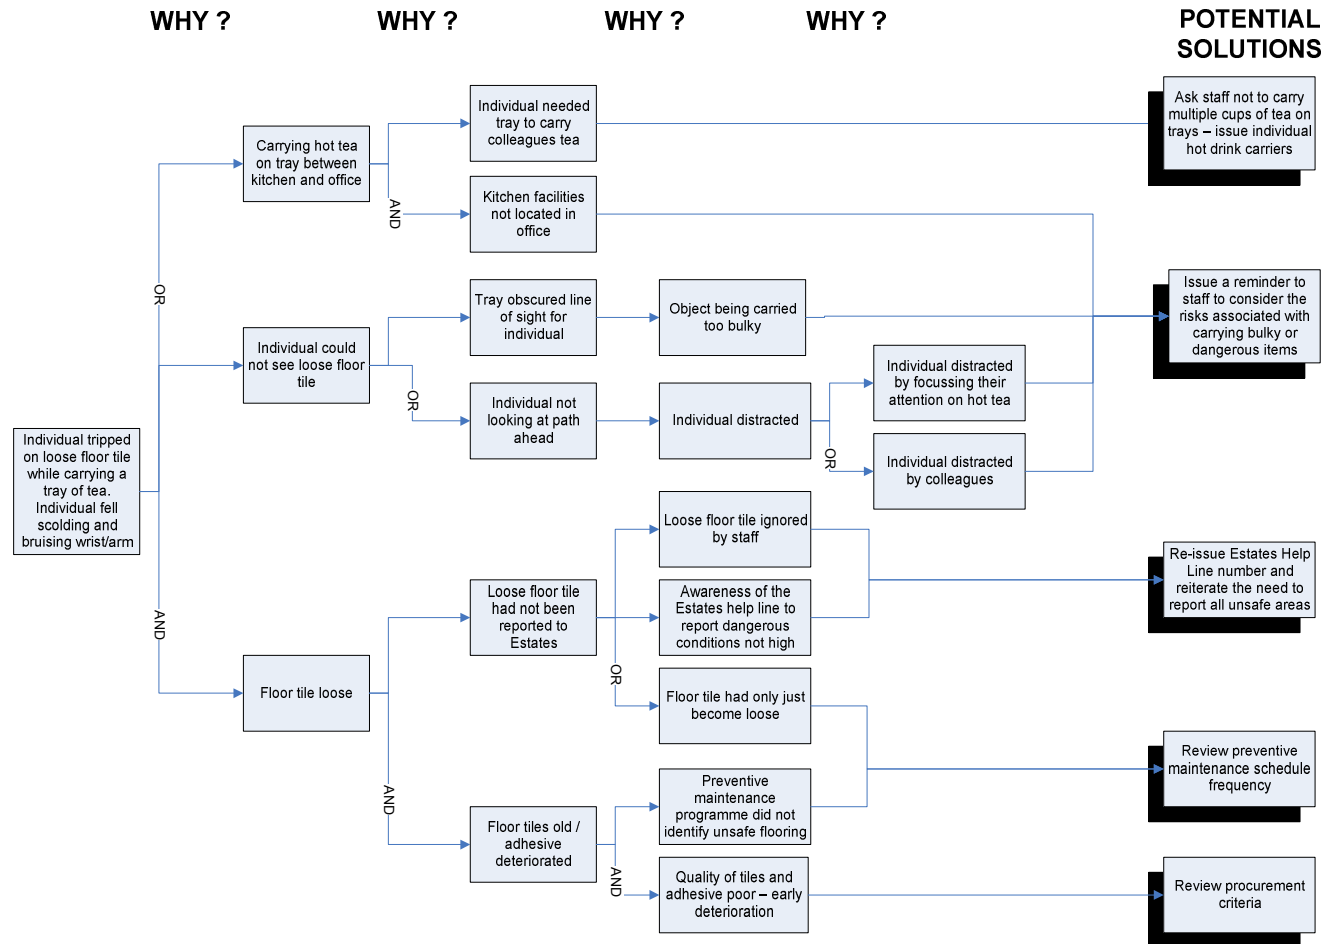 WHY ?
WHY ?
WHY ?
WHY ?
POTENTIAL
SOLUTIONS
Individual tripped
on loose floor tile
while carrying a
tray of tea.
Individual fell
scolding and
bruising wrist/arm
OR
AND
Carrying hot tea
on tray between
kitchen and office
AND
Individual could
not see loose floor
tile
OR
Floor tile loose
AND
Individual needed
tray to carry
colleagues tea
Kitchen facilities
not located in
office
Tray obscured line
of sight for
individual
Individual not
looking at path
ahead
Loose floor tile
had not been
reported to
Estates
OR
Floor tiles old /
adhesive
deteriorated
AND
Object being carried
too bulky
Individual distracted
OR
Loose floor tile ignored
by staff
Awareness of the
Estates help line to
report dangerous
conditions not high
Floor tile had only just
become loose
Preventive
maintenance
programme did not
identify unsafe flooring
Quality of tiles and
adhesive poor – early
deterioration
Individual distracted
by focussing their
attention on hot tea
Individual distracted
by colleagues
Ask staff not to carry
multiple cups of tea on
trays – issue individual
hot drink carriers
Issue a reminder to
staff to consider the
risks associated with
carrying bulky or
dangerous items
Re-issue Estates Help
Line number and
reiterate the need to
report all unsafe areas
Review preventive
maintenance schedule
frequency
Review procurement
criteria